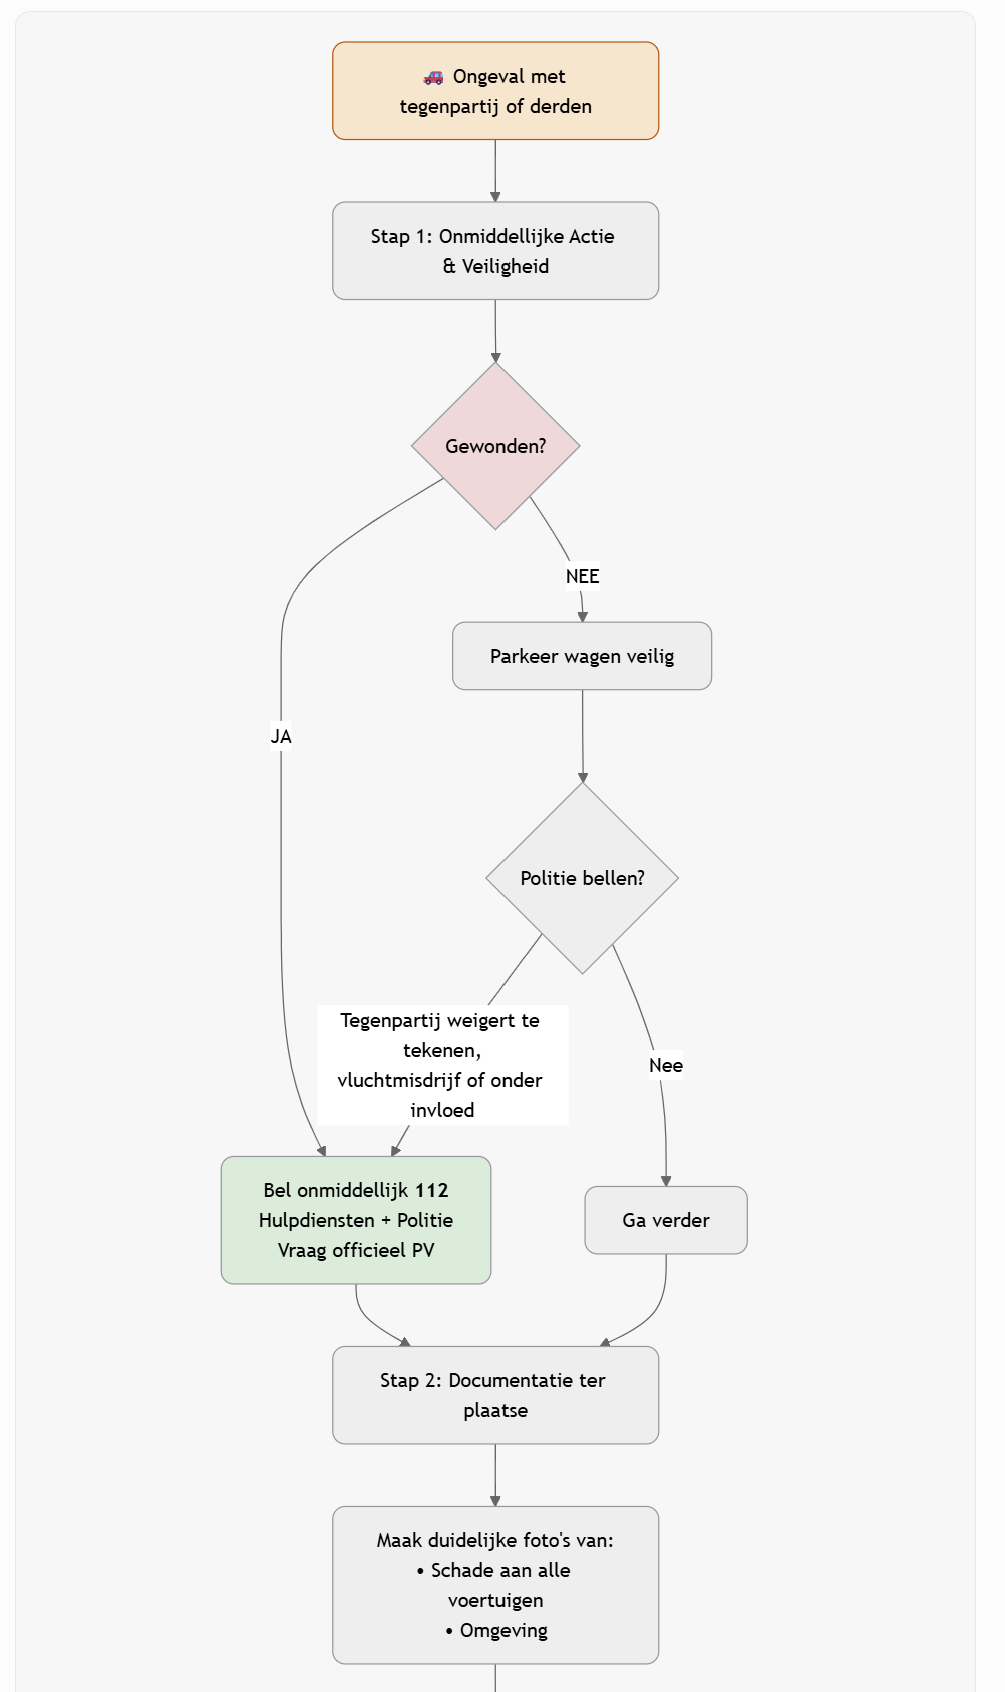 🚙 Ongeval met
tegenpartij of derden
Stap 1: Onmiddellijke Actie
& Veiligheid
Gewonden?
NEE
Parkeer wagen veilig
JA
Politie bellen?
Tegenpartij weigert te
tekenen,
vluchtmisdrijf of onder
invloed
Nee
Bel onmiddellijk 112
Hulpdiensten + Politie
Vraag officieel PV
Ga verder
Stap 2: Documentatie ter
plaatse
Maak duidelijke foto's van:
• Schade aan alle
voertuigen
• Omgeving